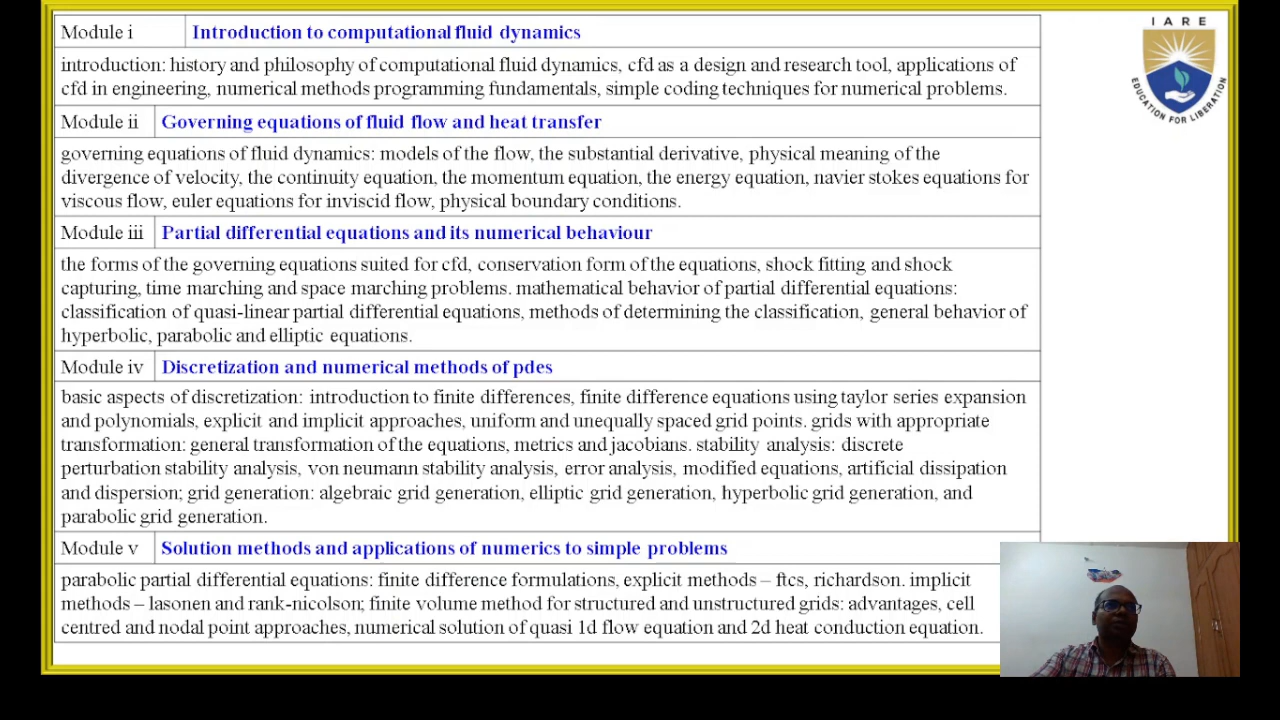 Module i Introduction to computational fluid dynamics
introduction: history and philosophy of computational fluid dynamics, cfd as a design and research tool, applications of
cfd in engineering, numerical methods programming fundamentals, simple coding techniques for numerical problems.
Module ii Governing equations of fluid flow and heat transfer
governing equations of fluid dynamics: models of the flow, the substantial derivative, physical meaning of the
divergence of velocity, the continuity equation, the momentum equation, the energy equation, navier stokes equations for
viscous flow, euler equations for inviscid flow, physical boundary conditions.
Module iii Partial differential equations and its numerical behaviour
the forms of the governing equations suited for cfd, conservation form of the equations, shock fitting and shock
capturing, time marching and space marching problems. mathematical behavior of partial differential equations:
classification of quasi-linear partial differential equations, methods of determining the classification, general behavior of
hyperbolic, parabolic and elliptic equations.
Module iv Discretization and numerical methods of pdes
basic aspects of discretization: introduction to finite differences, finite difference equations using taylor series expansion
and polynomials, explicit and implicit approaches, uniform and unequally spaced grid points. grids with appropriate
transformation: general transformation of the equations, metrics and jacobians. stability analysis: discrete
perturbation stability analysis, von neumann stability analysis, error analysis, modified equations, artificial dissipation
and dispersion; grid generation: algebraic grid generation, elliptic grid generation, hyperbolic grid generation, and
parabolic grid generation.
Module v Solution methods and applications of numerics to simple problems
parabolic partial differential equations: finite difference formulations, explicit methods – ftcs, richardson. implicit
methods – lasonen and rank-nicolson; finite volume method for structured and unstructured grids: advantages, cell
centred and nodal point approaches, numerical solution of quasi 1d flow equation and 2d heat conduction equation.
IARE
EDUCATION FOR LIBERATION